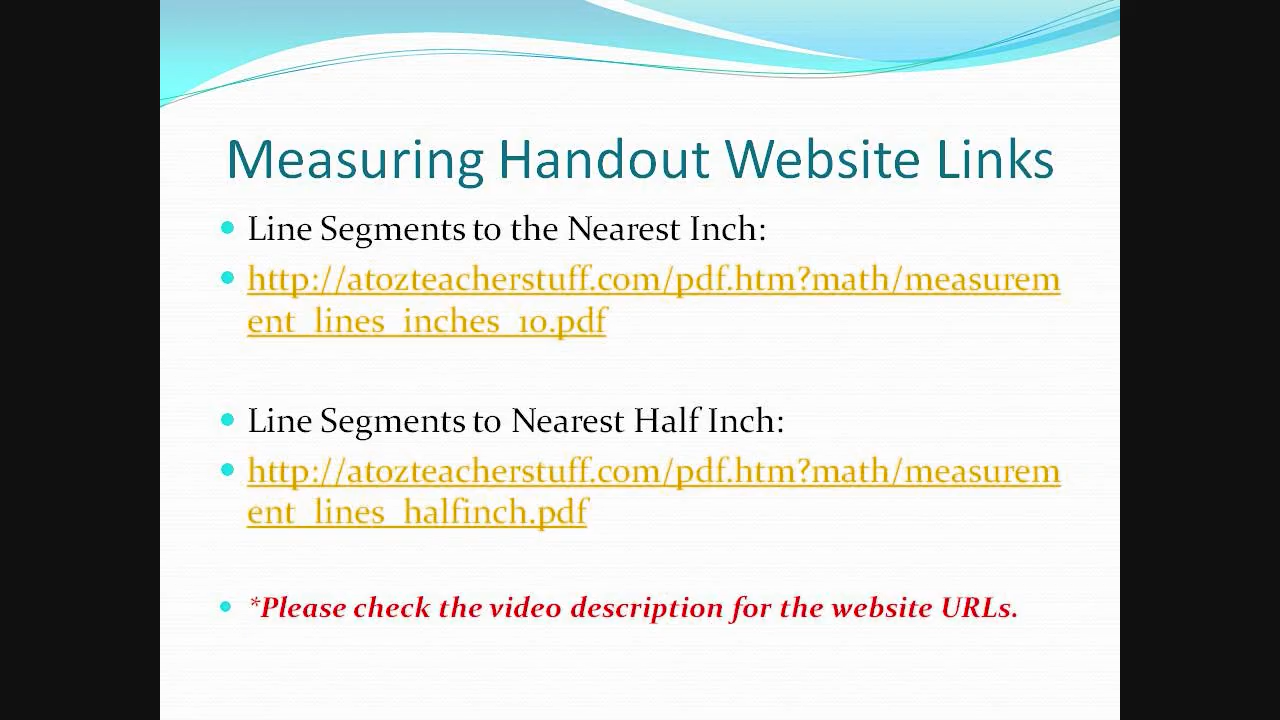 Measuring Handout Website Links
Line Segments to the Nearest Inch:
http://atozteacherstuff.com/pdf.htm?math/measurem
ent_lines_inches_10.pdf
Line Segments to Nearest Half Inch:
http://atozteacherstuff.com/pdf.htm?math/measurem
ent_lines_halfinch.pdf
*Please check the video description for the website URLs.